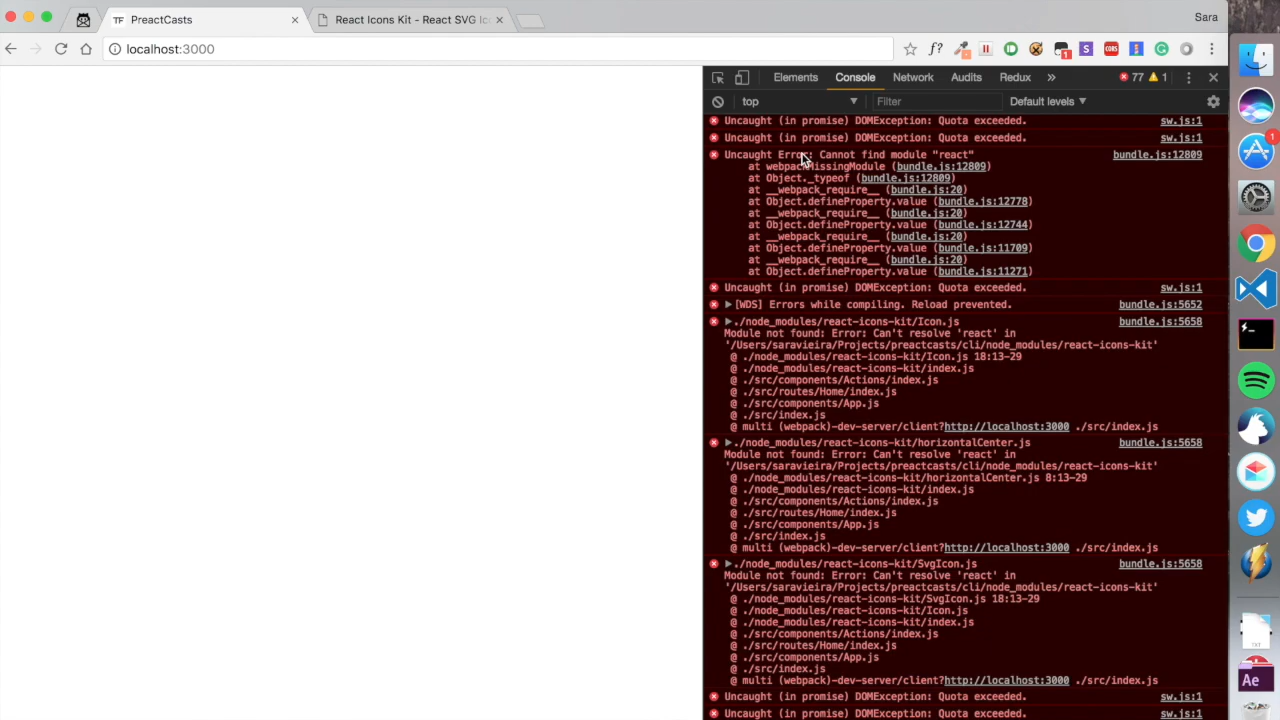 PreactCasts
React Icons Kit - React SVG Ic
Sara
localhost:3000
Elements Console Network Audits Redux » 77 1
top Filter Default levels
Uncaught (in promise) DOMException: Quota exceeded. sw.js:1
Uncaught (in promise) DOMException: Quota exceeded. sw.js:1
Uncaught Error: Cannot find module "react" bundle.js:12809
at webpackMissingModule (bundle.js:12809)
at Object._typeof (bundle.js:12809)
at __webpack_require__ (bundle.js:20)
at Object.defineProperty.value (bundle.js:12778)
at __webpack_require__ (bundle.js:20)
at Object.defineProperty.value (bundle.js:12744)
at __webpack_require__ (bundle.js:20)
at Object.defineProperty.value (bundle.js:11709)
at __webpack_require__ (bundle.js:20)
at Object.defineProperty.value (bundle.js:11271)
Uncaught (in promise) DOMException: Quota exceeded. sw.js:1
[WDS] Errors while compiling. Reload prevented. bundle.js:5652
./node_modules/react-icons-kit/Icon.js bundle.js:5658
Module not found: Error: Can't resolve 'react' in
'/Users/saravieira/Projects/preactcasts/cli/node_modules/react-icons-kit'
@ ./node_modules/react-icons-kit/Icon.js 18:13-29
@ ./node_modules/react-icons-kit/index.js
@ ./src/components/Actions/index.js
@ ./src/routes/Home/index.js
@ ./src/components/App.js
@ ./src/index.js
@ multi (webpack)-dev-server/client?http://localhost:3000 ./src/index.js
./node_modules/react-icons-kit/horizontalCenter.js bundle.js:5658
Module not found: Error: Can't resolve 'react' in
'/Users/saravieira/Projects/preactcasts/cli/node_modules/react-icons-kit'
@ ./node_modules/react-icons-kit/horizontalCenter.js 8:13-29
@ ./node_modules/react-icons-kit/index.js
@ ./src/components/Actions/index.js
@ ./src/routes/Home/index.js
@ ./src/components/App.js
@ ./src/index.js
@ multi (webpack)-dev-server/client?http://localhost:3000 ./src/index.js
./node_modules/react-icons-kit/SvgIcon.js bundle.js:5658
Module not found: Error: Can't resolve 'react' in
'/Users/saravieira/Projects/preactcasts/cli/node_modules/react-icons-kit'
@ ./node_modules/react-icons-kit/SvgIcon.js 18:13-29
@ ./node_modules/react-icons-kit/Icon.js
@ ./node_modules/react-icons-kit/index.js
@ ./src/components/Actions/index.js
@ ./src/routes/Home/index.js
@ ./src/components/App.js
@ ./src/index.js
@ multi (webpack)-dev-server/client?http://localhost:3000 ./src/index.js
Uncaught (in promise) DOMException: Quota exceeded. sw.js:1
Uncaught (in promise) DOMException: Quota exceeded. sw.js:1
TF
f?
1
S
CORS
1
TXT
Ae